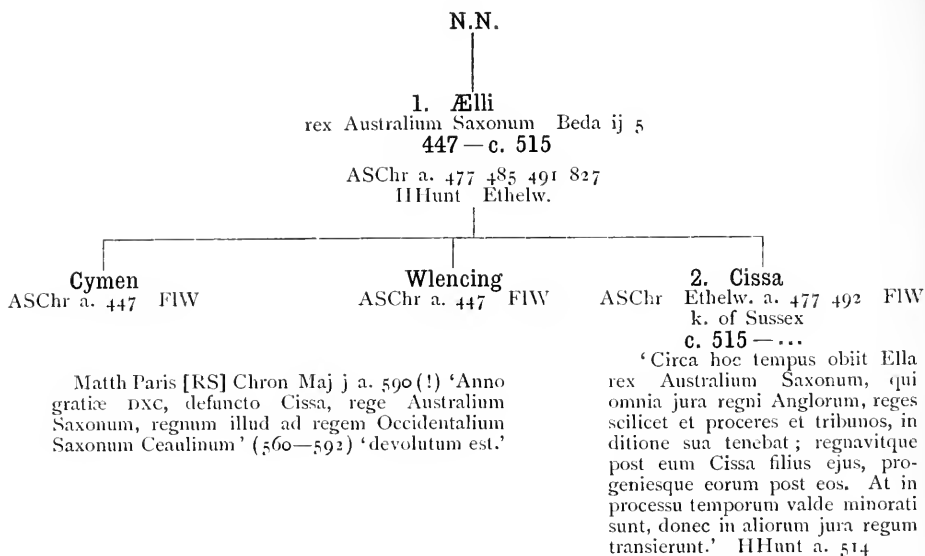 N.N.
1. Ælli
rex Australium Saxonum Beda ij 5
447 — c. 515
ASChr a. 477 485 491 827
HHunt Ethelw.
Cymen
ASChr a. 447 FlW
Wlencing
ASChr a. 447 FlW
2. Cissa
ASChr Ethelw. a. 477 492 FlW
k. of Sussex
c. 515 — ...
Matth Paris [RS] Chron Maj j a. 590 (!) ‘Anno
gratiæ DXC, defuncto Cissa, rege Australium
Saxonum, regnum illud ad regem Occidentalium
Saxonum Ceaulinum’ (560—592) ‘devolutum est.’
‘Circa hoc tempus obiit Ella
rex Australium Saxonum, qui
omnia jura regni Anglorum, reges
scilicet et proceres et tribunos, in
ditione sua tenebat; regnavitque
post eum Cissa filius ejus, pro-
geniesque eorum post eos. At in
processu temporum valde minorati
sunt, donec in aliorum jura regum
transierunt.’ HHunt a. 514